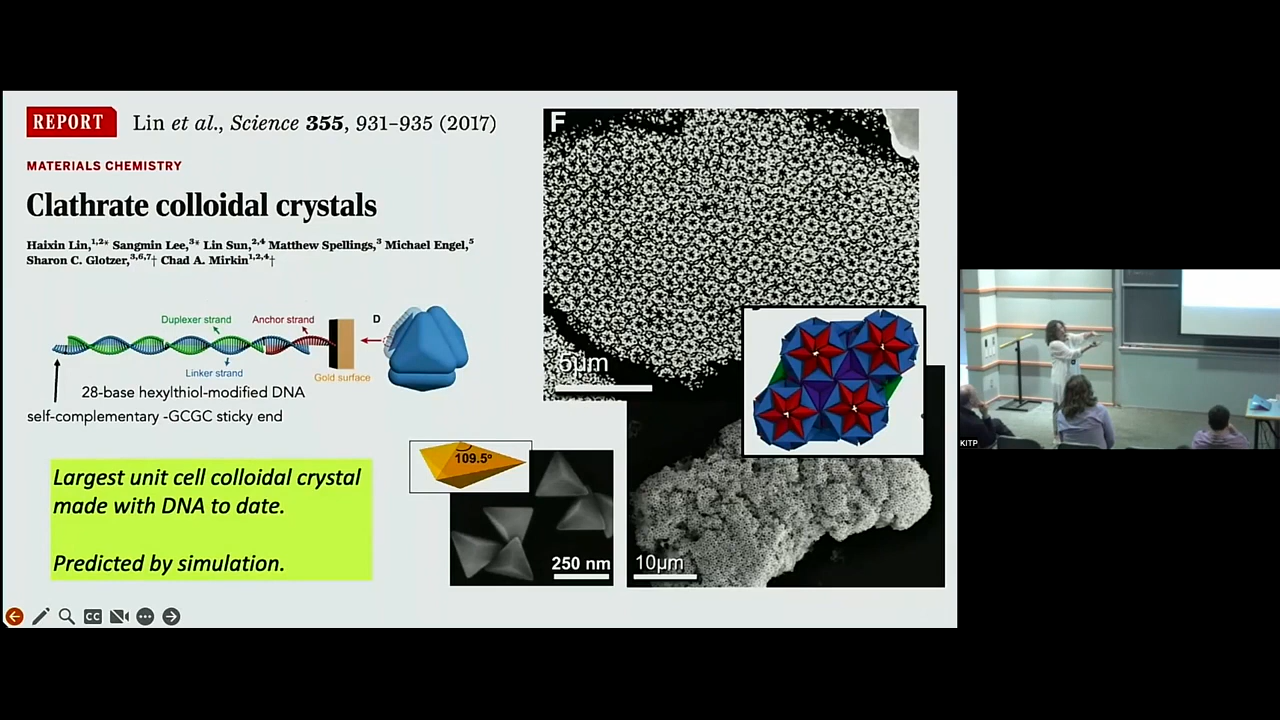 REPORT
Lin et al., Science 355, 931–935 (2017)
MATERIALS CHEMISTRY
Clathrate colloidal crystals
Haixin Lin,1,2* Sangmin Lee,3* Lin Sun,2,4 Matthew Spellings,3 Michael Engel,5
Sharon C. Glotzer,3,6,7† Chad A. Mirkin1,2,4†
Duplexer strand
Anchor strand
D
Linker strand
Gold surface
28-base hexylthiol-modified DNA
self-complementary -GCGC sticky end
Largest unit cell colloidal crystal
made with DNA to date.
Predicted by simulation.
109.5°
250 nm
F
5µm
10µm
CC
KITP